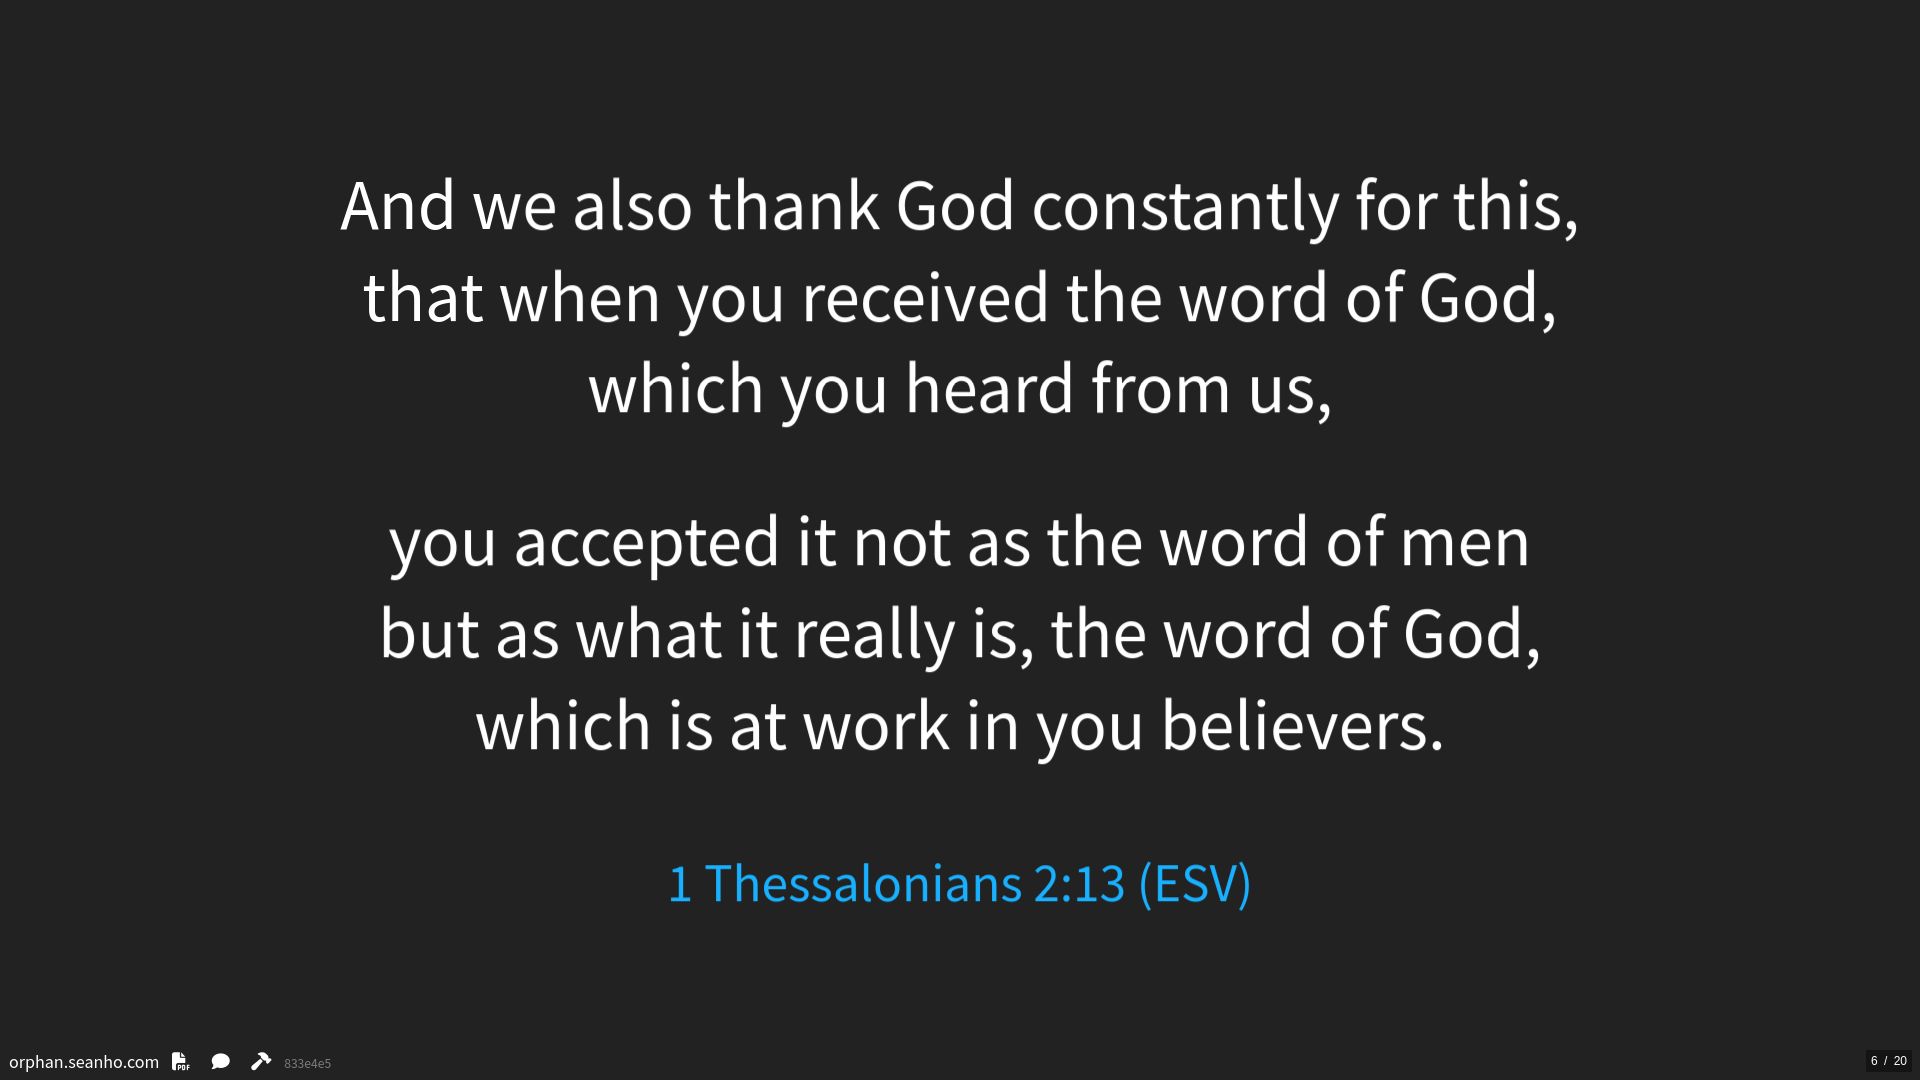 And we also thank God constantly for this,
that when you received the word of God,
which you heard from us,
you accepted it not as the word of men
but as what it really is, the word of God,
which is at work in you believers.
1 Thessalonians 2:13 (ESV)
orphan.seanho.com PDF 833e4e5
6 / 20